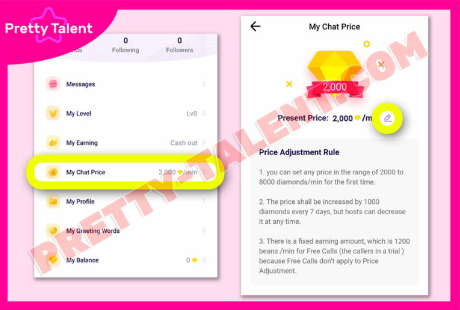 Pretty Talent
0
0
Following
Followers
Messages
My Level
Lv0
My Earning
Cash out
My Chat Price
2,000 /min
My Profile
My Greeting Words
My Balance
0
My Chat Price
2,000
Present Price: 2,000 /m
Price Adjustment Rule
1. you can set any price in the range of 2000 to
8000 diamonds/min for the first time.
2. The price shall be increased by 1000
diamonds every 7 days, but hosts can decrease
it at any time.
3. There is a fixed earning amount, which is 1200
beans /min for Free Calls (the callers in a trial )
because Free Calls don't apply to Price
Adjustment.
PRETTY-TALENT.COM